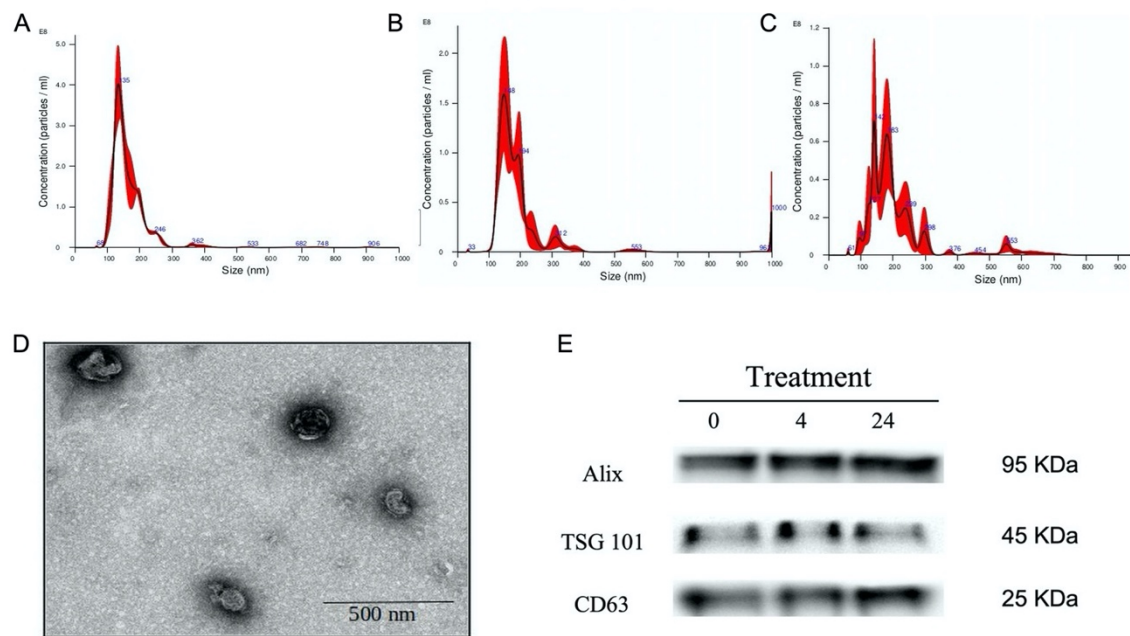 A
E8
Concentration (particles / ml)
5.0
4.0
3.0
2.0
1.0
0
135
246
362
533
682
748
906
0 100 200 300 400 500 600 700 800 900 1000
Size (nm)
B
E8
Concentration (particles / ml)
2.0
1.5
1.0
0.5
0
33
553
1000
0 100 200 300 400 500 600 700 800 900 1000
Size (nm)
C
E8
Concentration (particles / ml)
1.2
1.0
0.8
0.6
0.4
0.2
0
376
454
0 100 200 300 400 500 600 700 800 900
Size (nm)
D
500 nm
E
Treatment
0 4 24
Alix 95 KDa
TSG 101 45 KDa
CD63 25 KDa